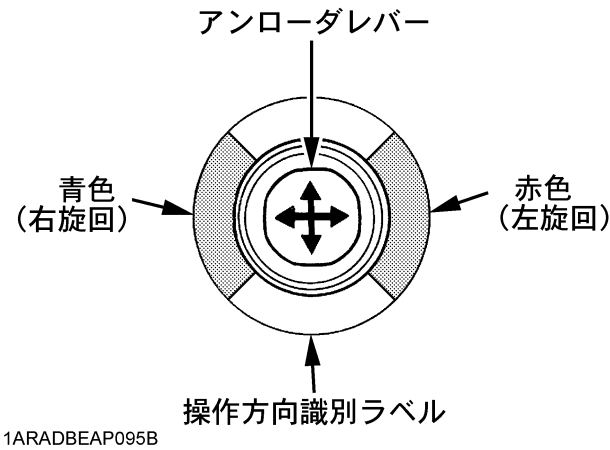 アンローダレバー
青色
（右旋回）
赤色
（左旋回）
操作方向識別ラベル
1ARADBEAP095B